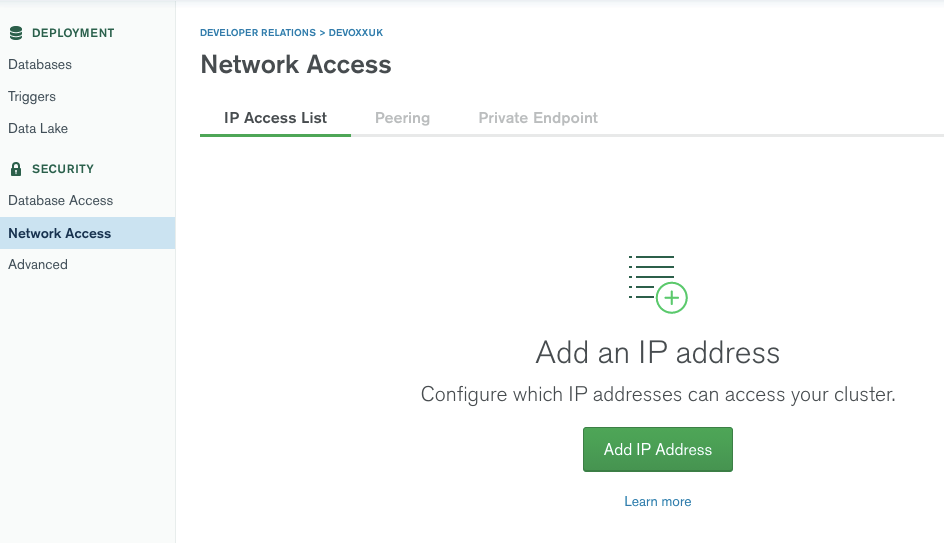 DEPLOYMENT
Databases
Triggers
Data Lake
SECURITY
Database Access
Network Access
Advanced
DEVELOPER RELATIONS > DEVOXXUK
Network Access
IP Access List
Peering
Private Endpoint
Add an IP address
Configure which IP addresses can access your cluster.
Add IP Address
Learn more